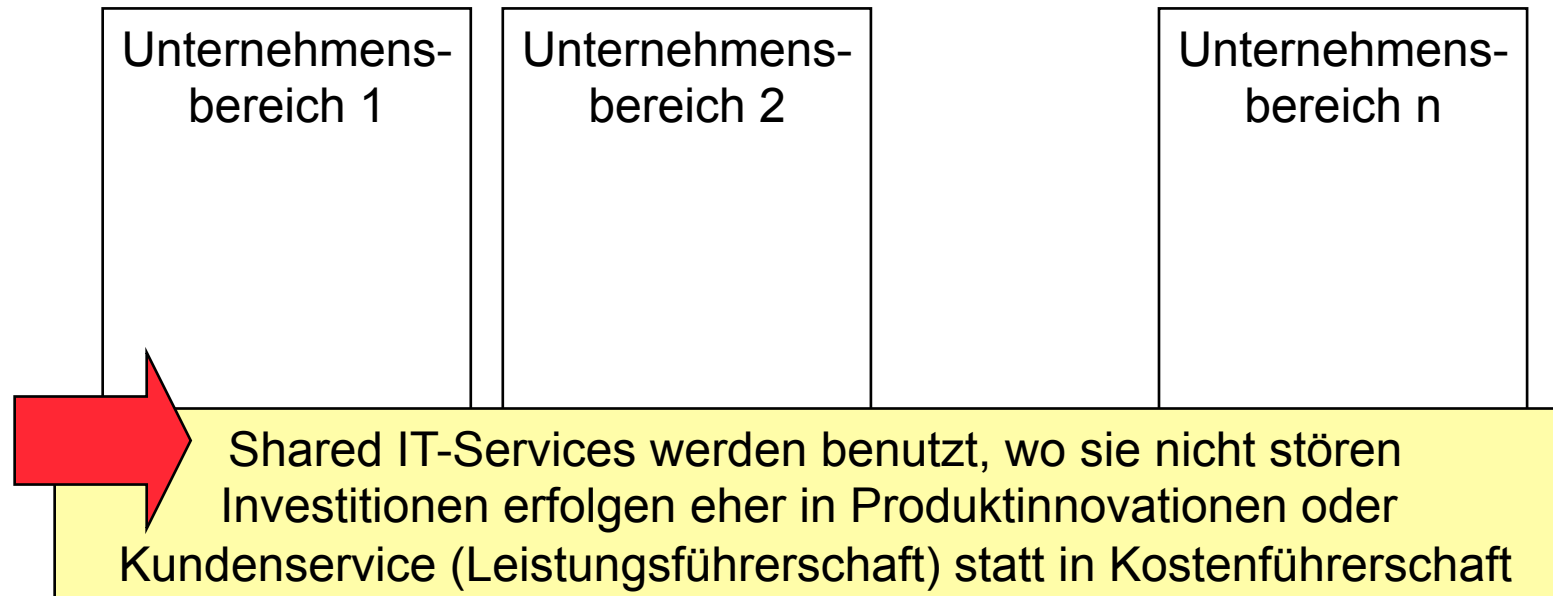 Unternehmens-
bereich 1
Unternehmens-
bereich 2
Unternehmens-
bereich n
Shared IT-Services werden benutzt, wo sie nicht stören
Investitionen erfolgen eher in Produktinnovationen oder
Kundenservice (Leistungsführerschaft) statt in Kostenführerschaft